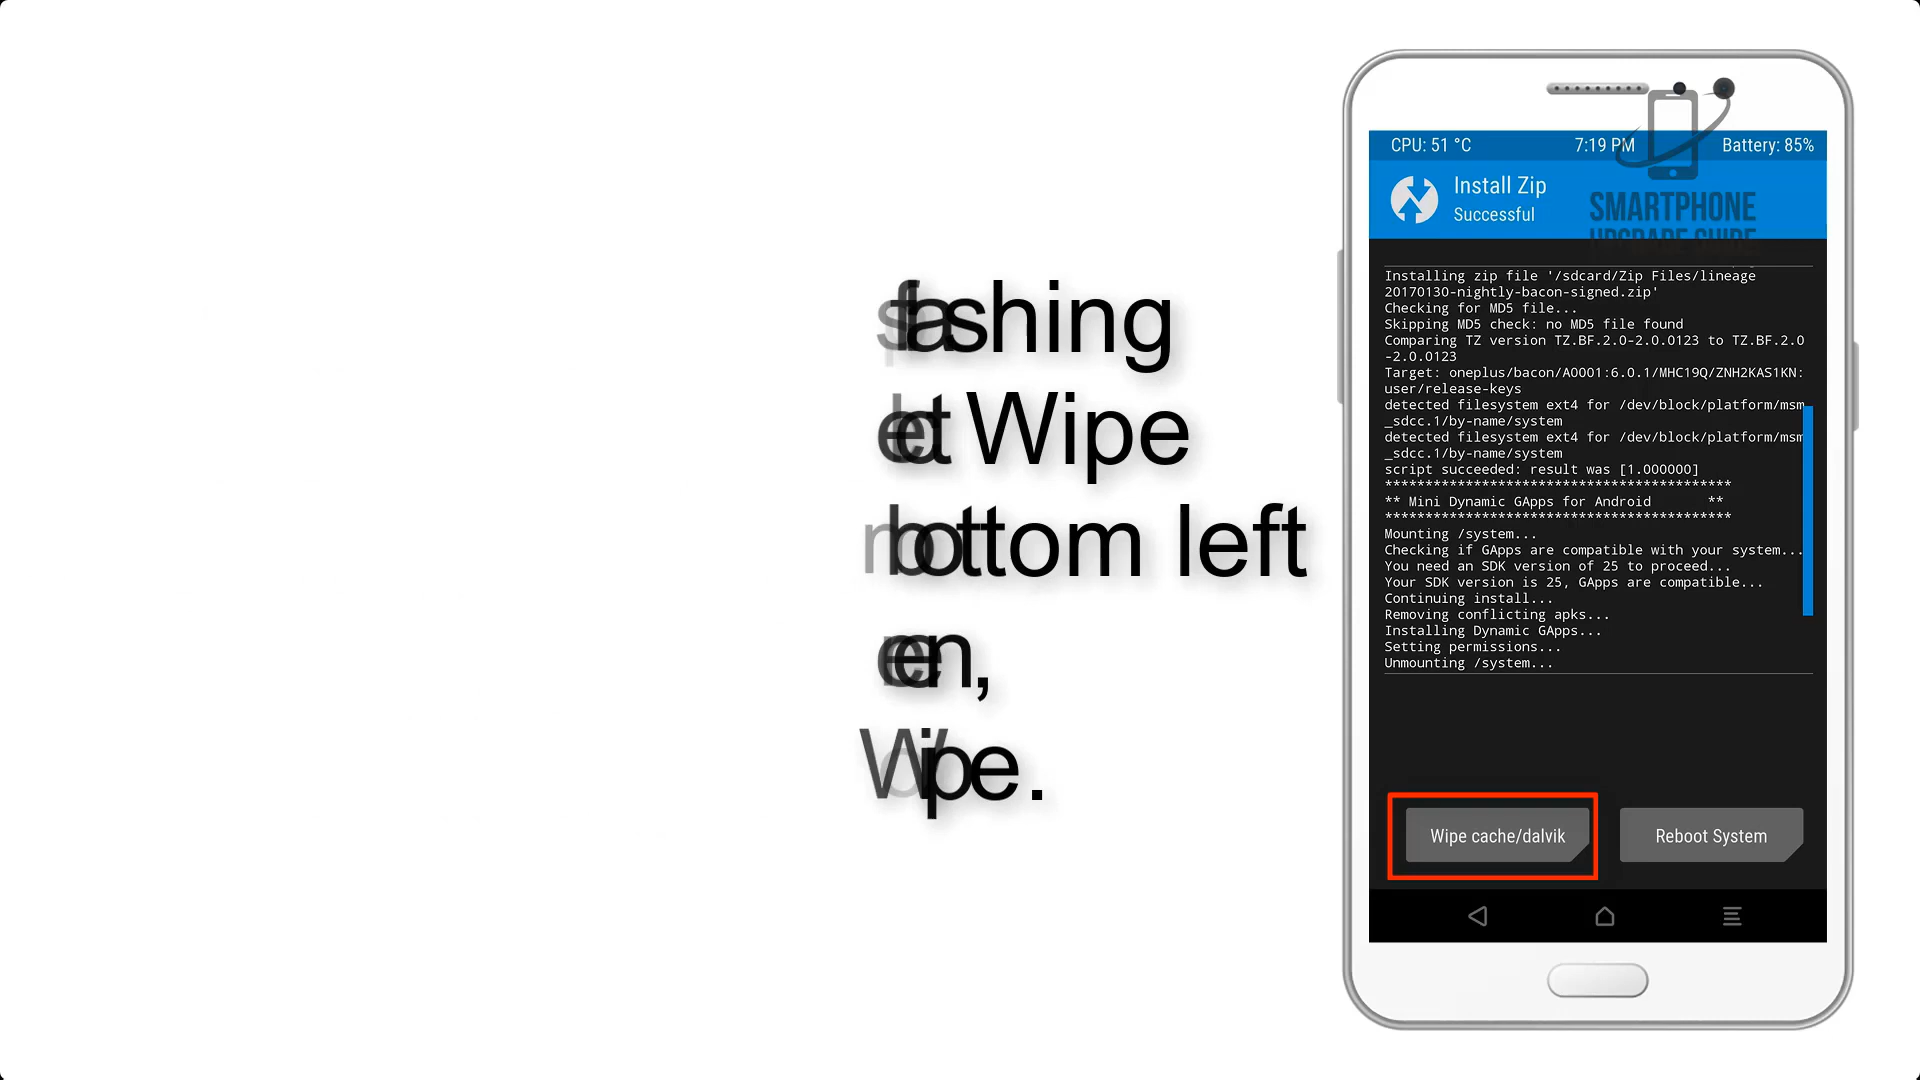 shing
Wipe
bottom left
en,
Wipe.
CPU: 51 °C 7:19 PM Battery: 85%
Install Zip
Successful
SMARTPHONE
UPGRADE GUIDE
Installing zip file '/sdcard/Zip Files/lineage
20170130-nightly-bacon-signed.zip'
Checking for MD5 file...
Skipping MD5 check: no MD5 file found
Comparing TZ version TZ.BF.2.0-2.0.0123 to TZ.BF.2.0
-2.0.0123
Target: oneplus/bacon/A0001:6.0.1/MHC19Q/ZNH2KAS1KN:
user/release-keys
detected filesystem ext4 for /dev/block/platform/msm
_sdcc.1/by-name/system
detected filesystem ext4 for /dev/block/platform/msm
_sdcc.1/by-name/system
script succeeded: result was [1.000000]
*******************************************
** Mini Dynamic GApps for Android **
*******************************************
Mounting /system...
Checking if GApps are compatible with your system...
You need an SDK version of 25 to proceed...
Your SDK version is 25, GApps are compatible...
Continuing install...
Removing conflicting apks...
Installing Dynamic GApps...
Setting permissions...
Unmounting /system...
Wipe cache/dalvik
Reboot System